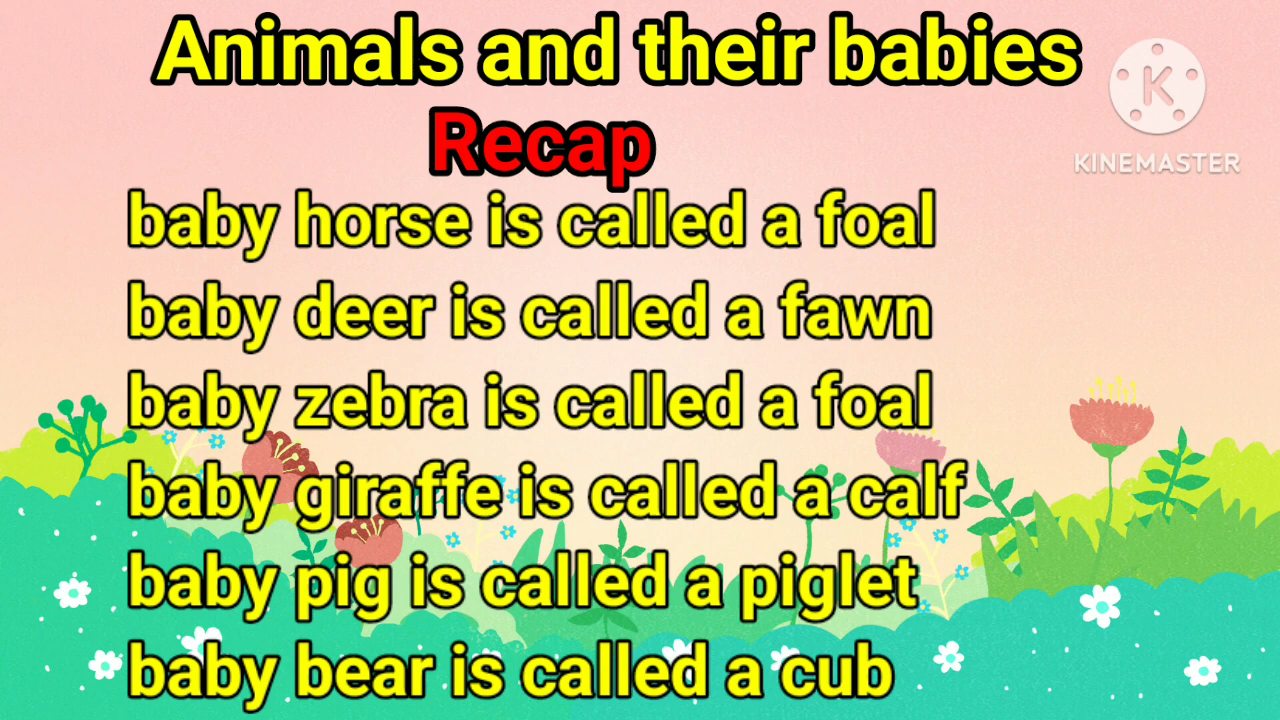 Animals and their babies
K
KINEMASTER
Recap
baby horse is called a foal
baby deer is called a fawn
baby zebra is called a foal
baby giraffe is called a calf
baby pig is called a piglet
baby bear is called a cub